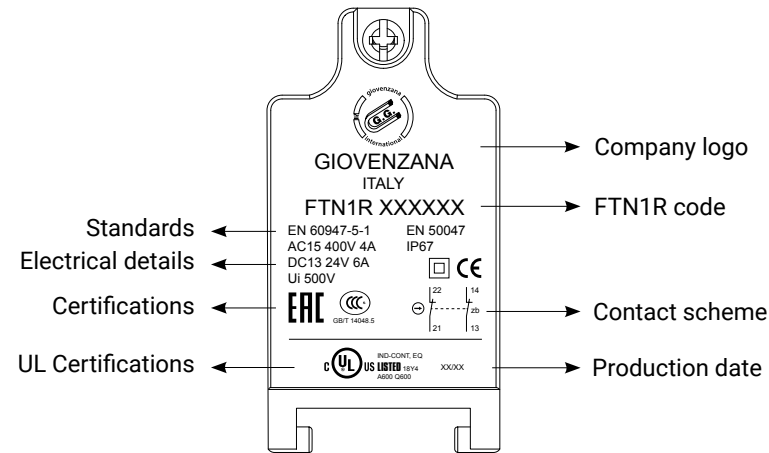 giovenzana
G.G.
international
GIOVENZANA
ITALY
Company logo
FTN1R XXXXXX
FTN1R code
Standards
EN 60947-5-1 EN 50047
AC15 400V 4A IP67
Electrical details
DC13 24V 6A
Ui 500V
CE
Certifications
EAC
CCC
GB/T 14048.5
22 14
zb
21 13
Contact scheme
UL Certifications
C UL US LISTED
IND-CONT, EQ
18Y4
A600 Q600
XX/XX
Production date